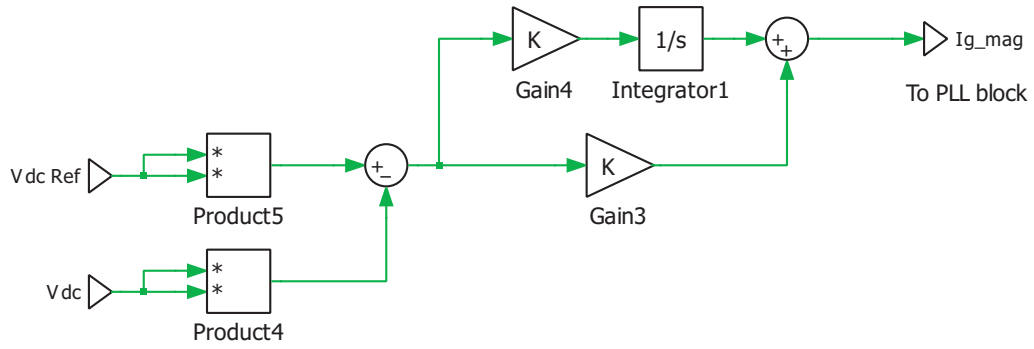 K
1/s
+
+
Ig_mag
Gain4
Integrator1
To PLL block
Vdc Ref
*
*
+
−
K
Product5
Gain3
Vdc
*
*
Product4